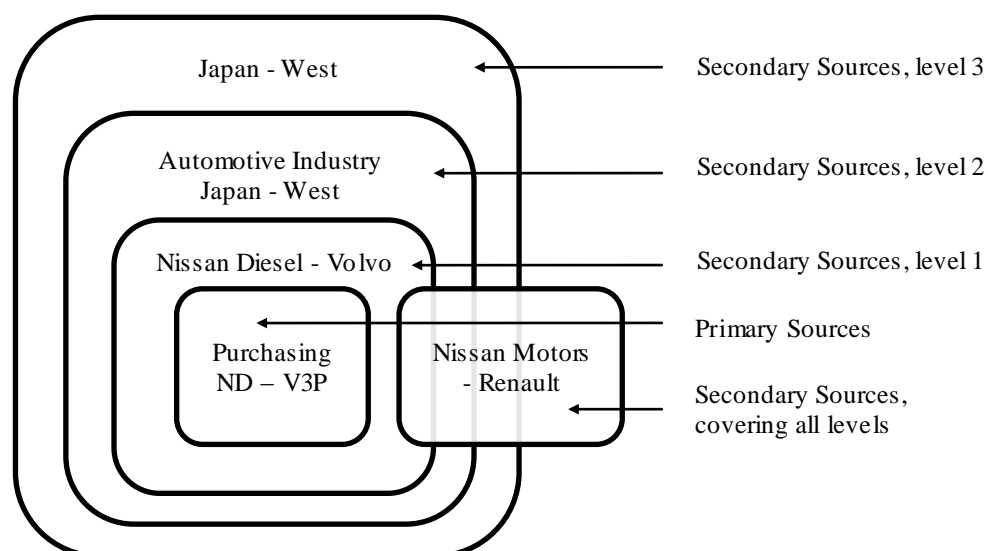 Japan - West
Secondary Sources, level 3
Automotive Industry
Japan - West
Secondary Sources, level 2
Nissan Diesel - Volvo
Secondary Sources, level 1
Primary Sources
Purchasing
ND – V3P
Nissan Motors
- Renault
Secondary Sources,
covering all levels